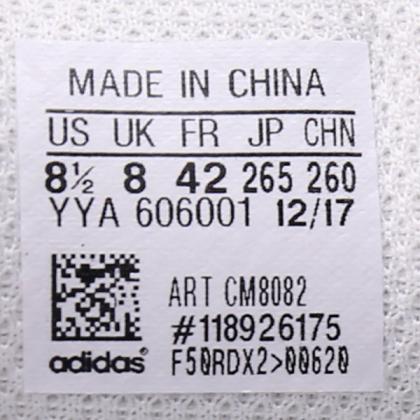 MADE IN CHINA
US UK FR JP CHN
8½ 8 42 265 260
YYA 606001 12/17
ART CM8082
#118926175
adidas® F50RDX2>00620